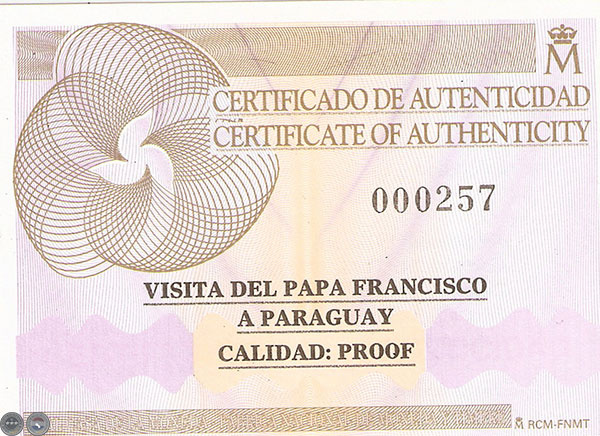 M
CERTIFICADO DE AUTENTICIDAD
CERTIFICATE OF AUTHENTICITY
000257
VISITA DEL PAPA FRANCISCO
A PARAGUAY
CALIDAD: PROOF
M RCM-FNMT